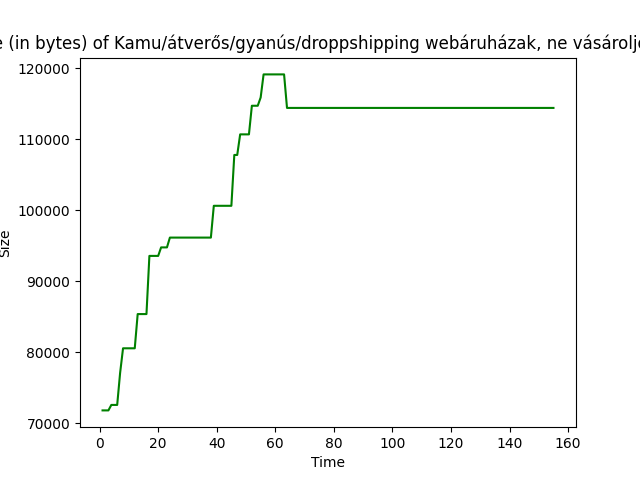 (in bytes) of Kamu/átverős/gyanús/droppshipping webáruházak, ne
120000
110000
100000
90000
80000
70000
Size
0 20 40 60 80 100 120 140 160
Time